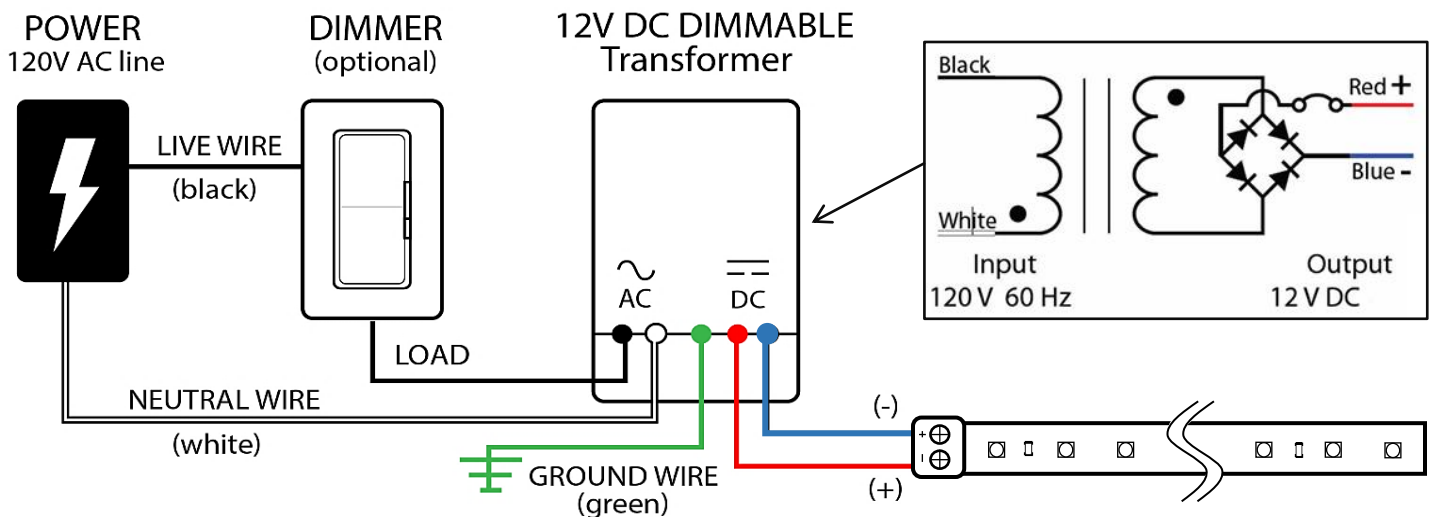 POWER
120V AC line
DIMMER
(optional)
12V DC DIMMABLE
Transformer
LIVE WIRE
(black)
LOAD
NEUTRAL WIRE
(white)
AC
DC
GROUND WIRE
(green)
(-)
(+)
+
-
Black
White
Input
120 V 60 Hz
Red +
Blue -
Output
12 V DC